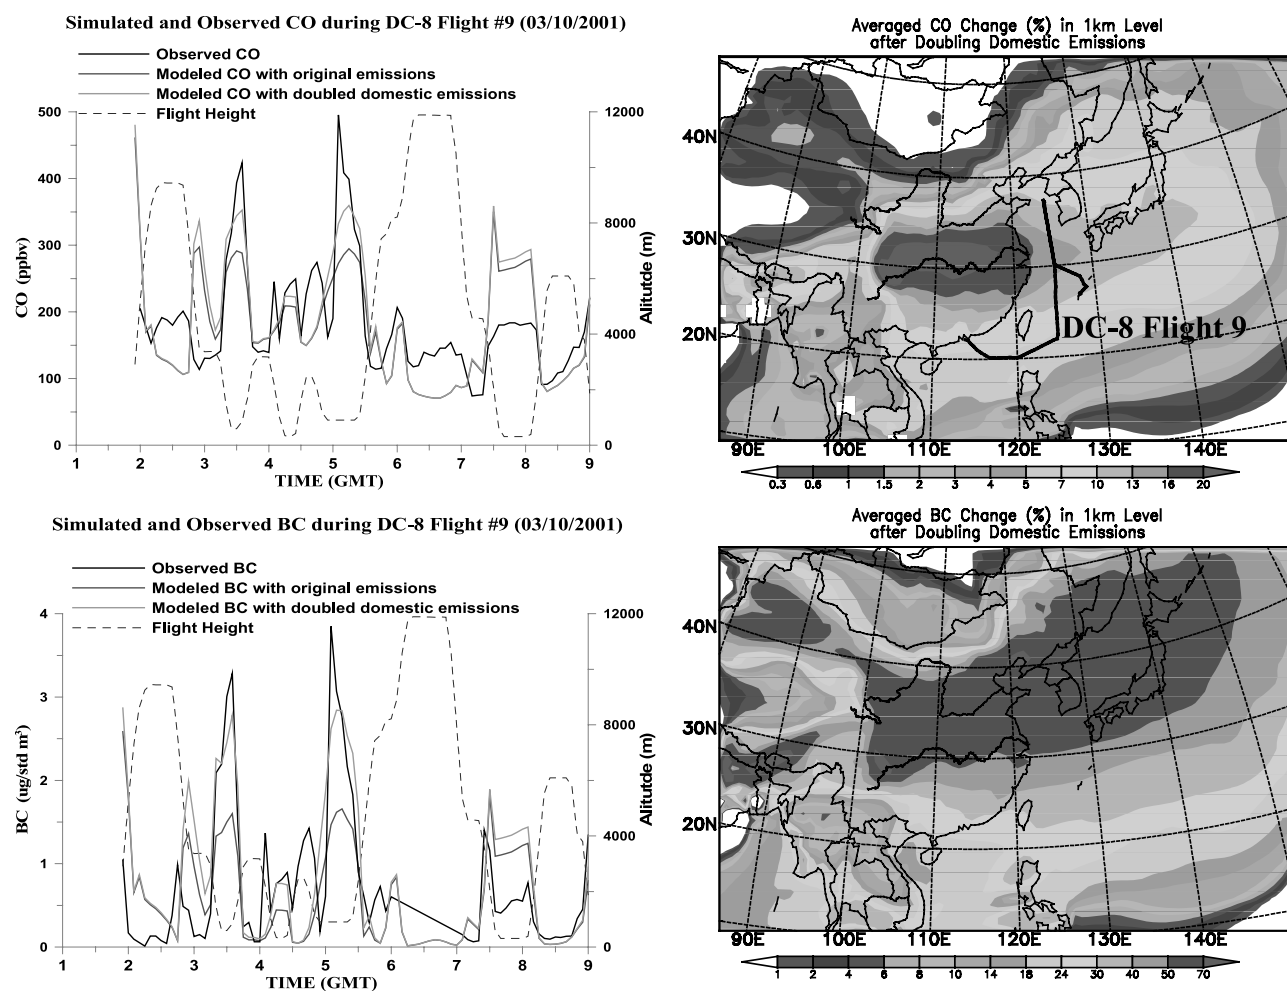 Simulated and Observed CO during DC-8 Flight #9 (03/10/2001)
Observed CO
Modeled CO with original emissions
Modeled CO with doubled domestic emissions
Flight Height
500
400
300
200
100
0
CO (ppbv)
12000
8000
4000
0
Alitutde (m)
1 2 3 4 5 6 7 8 9
TIME (GMT)
Averaged CO Change (%) in 1km Level
after Doubling Domestic Emissions
40N
30N
20N
DC-8 Flight 9
90E 100E 110E 120E 130E 140E
0.3 0.6 1 1.5 2 3 4 5 7 10 13 16 20
Simulated and Observed BC during DC-8 Flight #9 (03/10/2001)
Observed BC
Modeled BC with original emissions
Modeled BC with doubled domestic emissions
Flight Height
4
3
2
1
0
BC (ug/std m³)
12000
8000
4000
0
Alitutde (m)
1 2 3 4 5 6 7 8 9
TIME (GMT)
Averaged BC Change (%) in 1km Level
after Doubling Domestic Emissions
40N
30N
20N
90E 100E 110E 120E 130E 140E
1 2 4 6 8 10 14 18 24 30 40 50 70